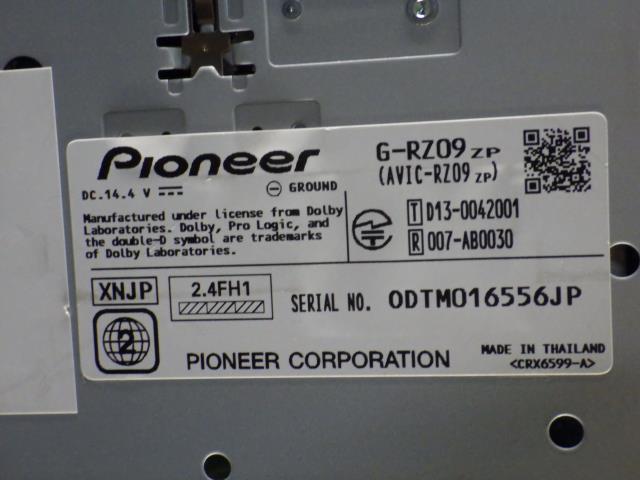 Pioneer
G-RZ09 ZP
(AVIC-RZ09 ZP)
DC.14.4 V
GROUND
Manufactured under license from Dolby
Laboratories. Dolby, Pro Logic, and
the double-D symbol are trademarks
of Dolby Laboratories.
T D13-0042001
R 007-AB0030
XNJP
2.4FH1
SERIAL NO. ODTM016556JP
2
PIONEER CORPORATION
MADE IN THAILAND
<CRX6599-A>